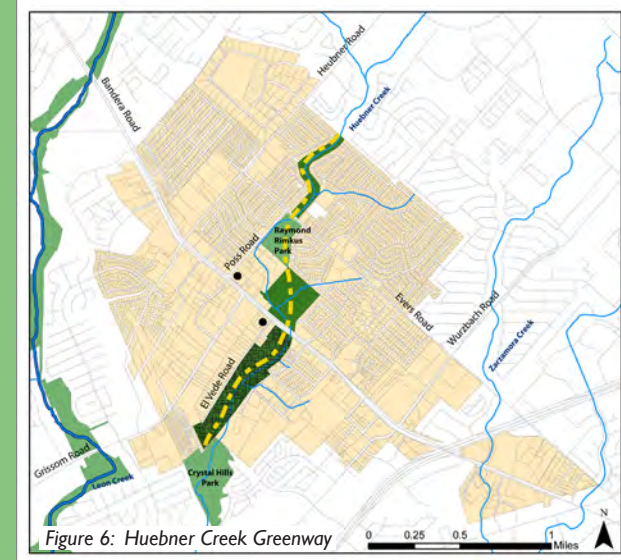 Heubner Road
Bandera Road
Huebner Creek
Raymond
Rimkus
Park
Poss Road
Evers Road
Wurzbach Road
Zarzamora Creek
El Vede Road
Grissom Road
Leon Creek
Crystal Hills
Park
Figure 6: Huebner Creek Greenway
0 0.25 0.5 1
Miles
N